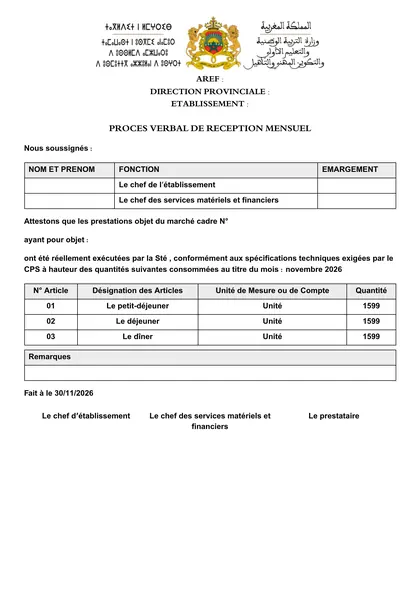 ⵜⴰⴳⵍⴷⵉⵜ ⵏ ⵍⵎⵖⵔⵉⴱ
المملكة المغربية
وزارة التربية الوطنية
والتعليم الأولي
والتكوين المهني والتأهيل
AREF :
DIRECTION PROVINCIALE :
ETABLISSEMENT :
PROCES VERBAL DE RECEPTION MENSUEL
Nous soussignés :
NOM ET PRENOM FONCTION EMARGEMENT
Le chef de l'établissement
Le chef des services matériels et financiers
Attestons que les prestations objet du marché cadre N°
ayant pour objet :
ont été réellement exécutées par la Sté , conformément aux spécifications techniques exigées par le
CPS à hauteur des quantités suivantes consommées au titre du mois : novembre 2026
N° Article Désignation des Articles Unité de Mesure ou de Compte Quantité
01 Le petit-déjeuner Unité 1599
02 Le déjeuner Unité 1599
03 Le dîner Unité 1599
Remarques
Fait à le 30/11/2026
Le chef d'établissement Le chef des services matériels et Le prestataire
financiers